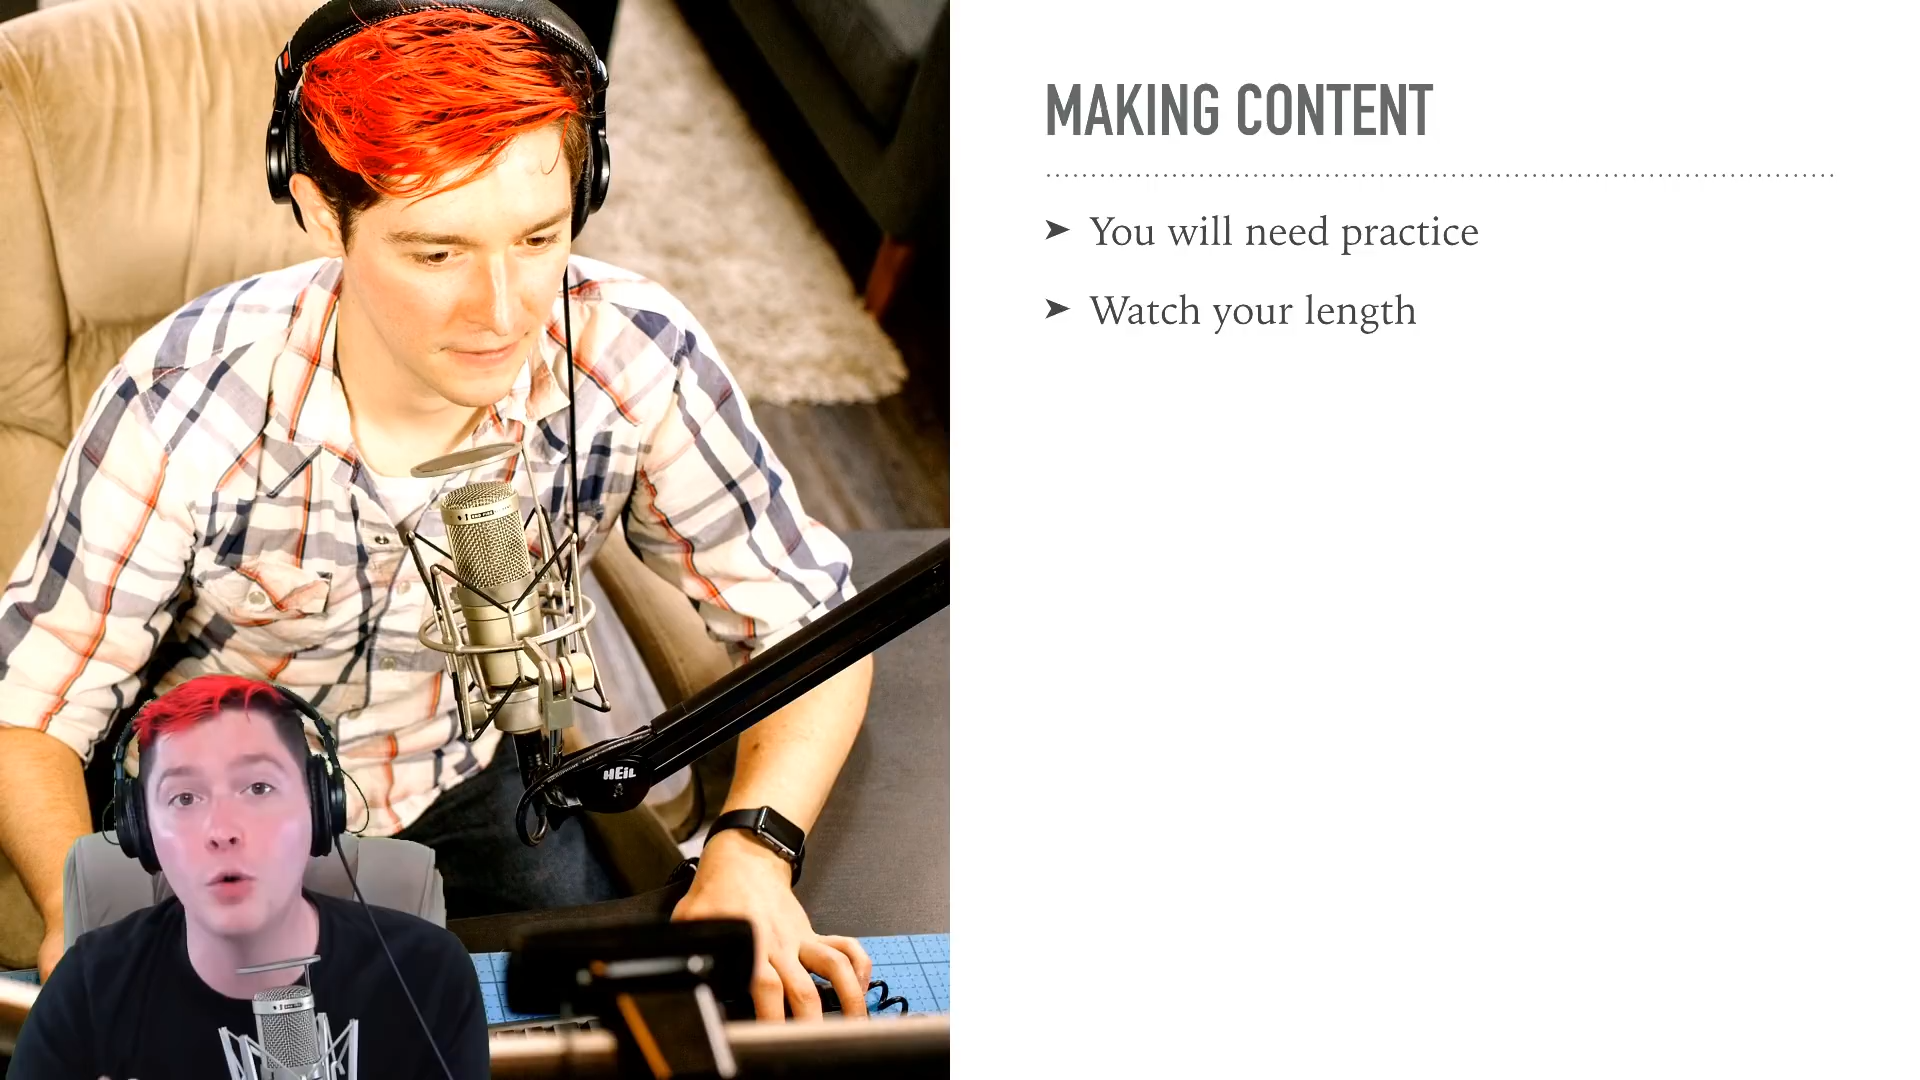 MAKING CONTENT
➤ You will need practice
➤ Watch your length
HEiL